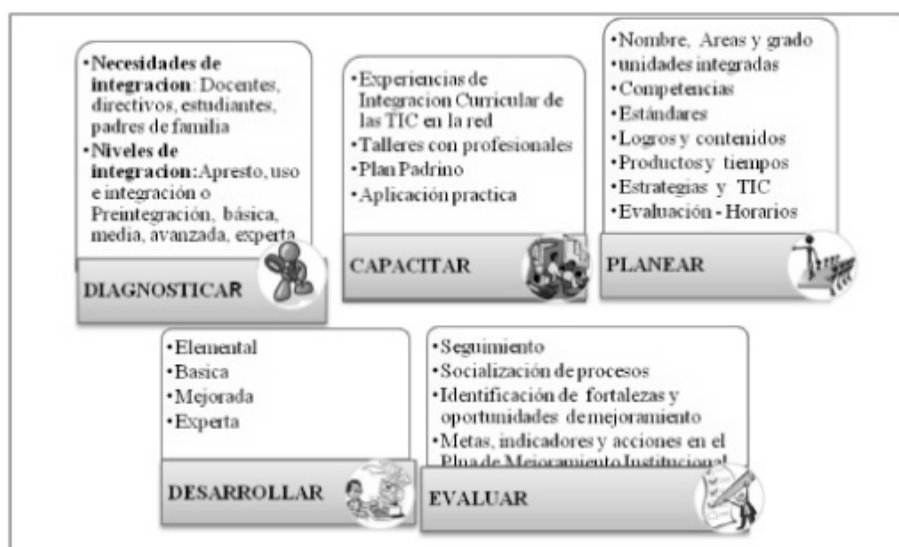 •Necesidades de
integracion: Docentes,
directivos, estudiantes,
padres de familia
•Niveles de
integracion:Apresto, uso
e integración o
Preintegración, básica,
media, avanzada, experta
DIAGNOSTICAR
•Experiencias de
Integracion Curricular de
las TIC en la red
•Talleres con profesionales
•Plan Padrino
•Aplicación practica
CAPACITAR
•Nombre, Areas y grado
•unidades integradas
•Competencias
•Estándares
•Logros y contenidos
•Productos y tiempos
•Estrategias y TIC
•Evaluación - Horarios
PLANEAR
•Elemental
•Basica
•Mejorada
•Experta
DESARROLLAR
•Seguimiento
•Socialización de procesos
•Identificación de fortalezas y
oportunidades de mejoramiento
•Metas, indicadores y acciones en el
Plna de Mejoramiento Institucional
EVALUAR